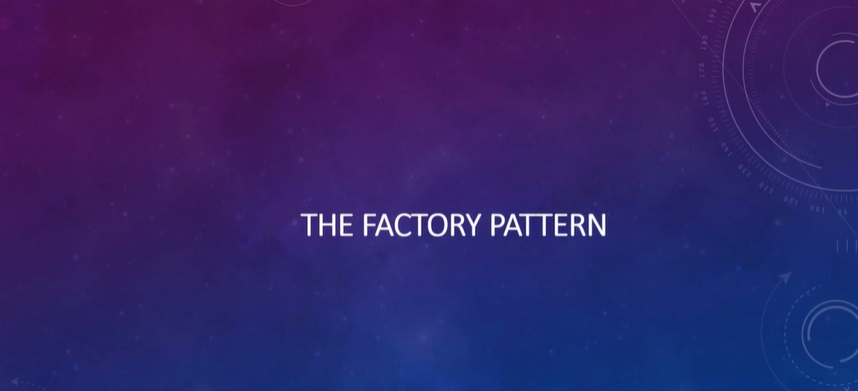 THE FACTORY PATTERN